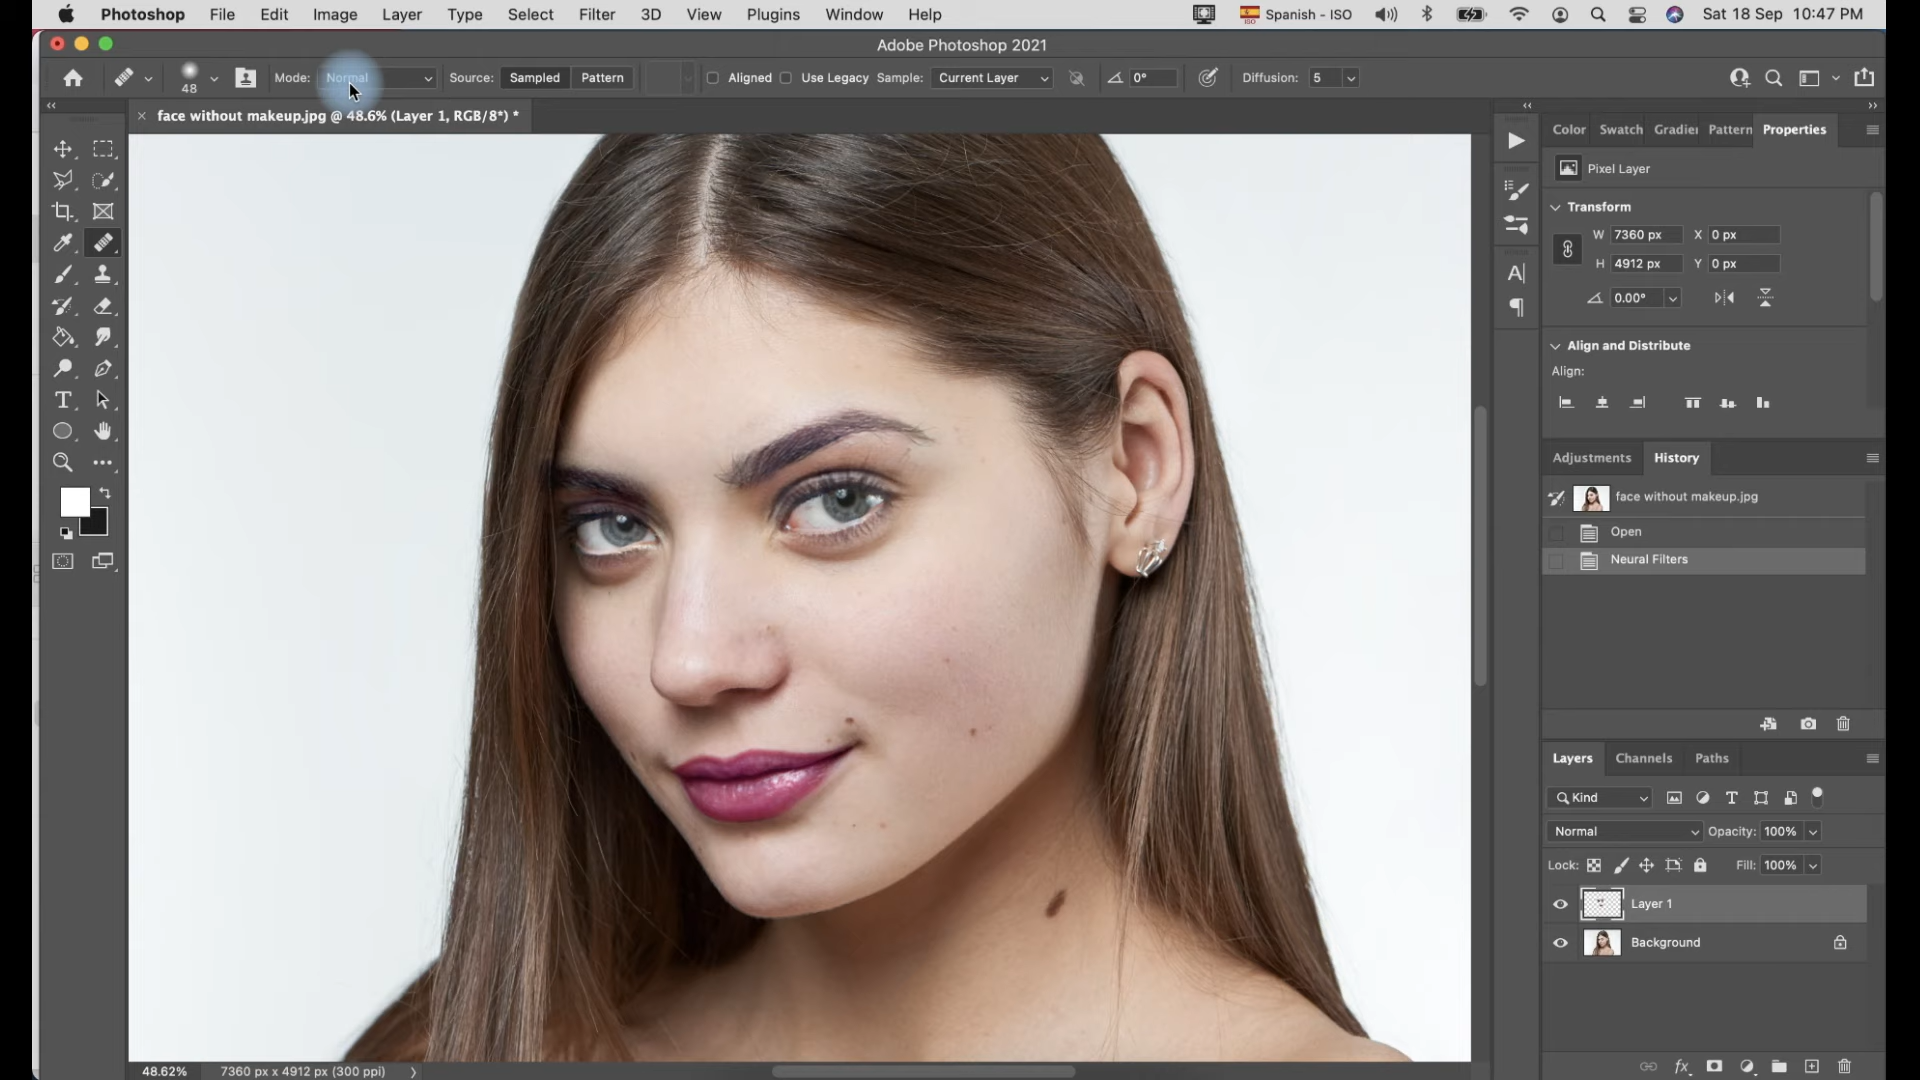 Photoshop File Edit Image Layer Type Select Filter 3D View Plugins Window Help Spanish - ISO Sat 18 Sep 10:47 PM
Adobe Photoshop 2021
48 Mode: Normal Source: Sampled Pattern Aligned Use Legacy Sample: Current Layer 0° Diffusion: 5
face without makeup.jpg @ 48.6% (Layer 1, RGB/8*) *
Color Swatch Gradier Pattern Properties
Pixel Layer
Transform
W 7360 px X 0 px
H 4912 px Y 0 px
0.00°
Align and Distribute
Align:
Adjustments History
face without makeup.jpg
Open
Neural Filters
Layers Channels Paths
Kind
Normal Opacity: 100%
Lock: Fill: 100%
Layer 1
Background
48.62% 7360 px x 4912 px (300 ppi)